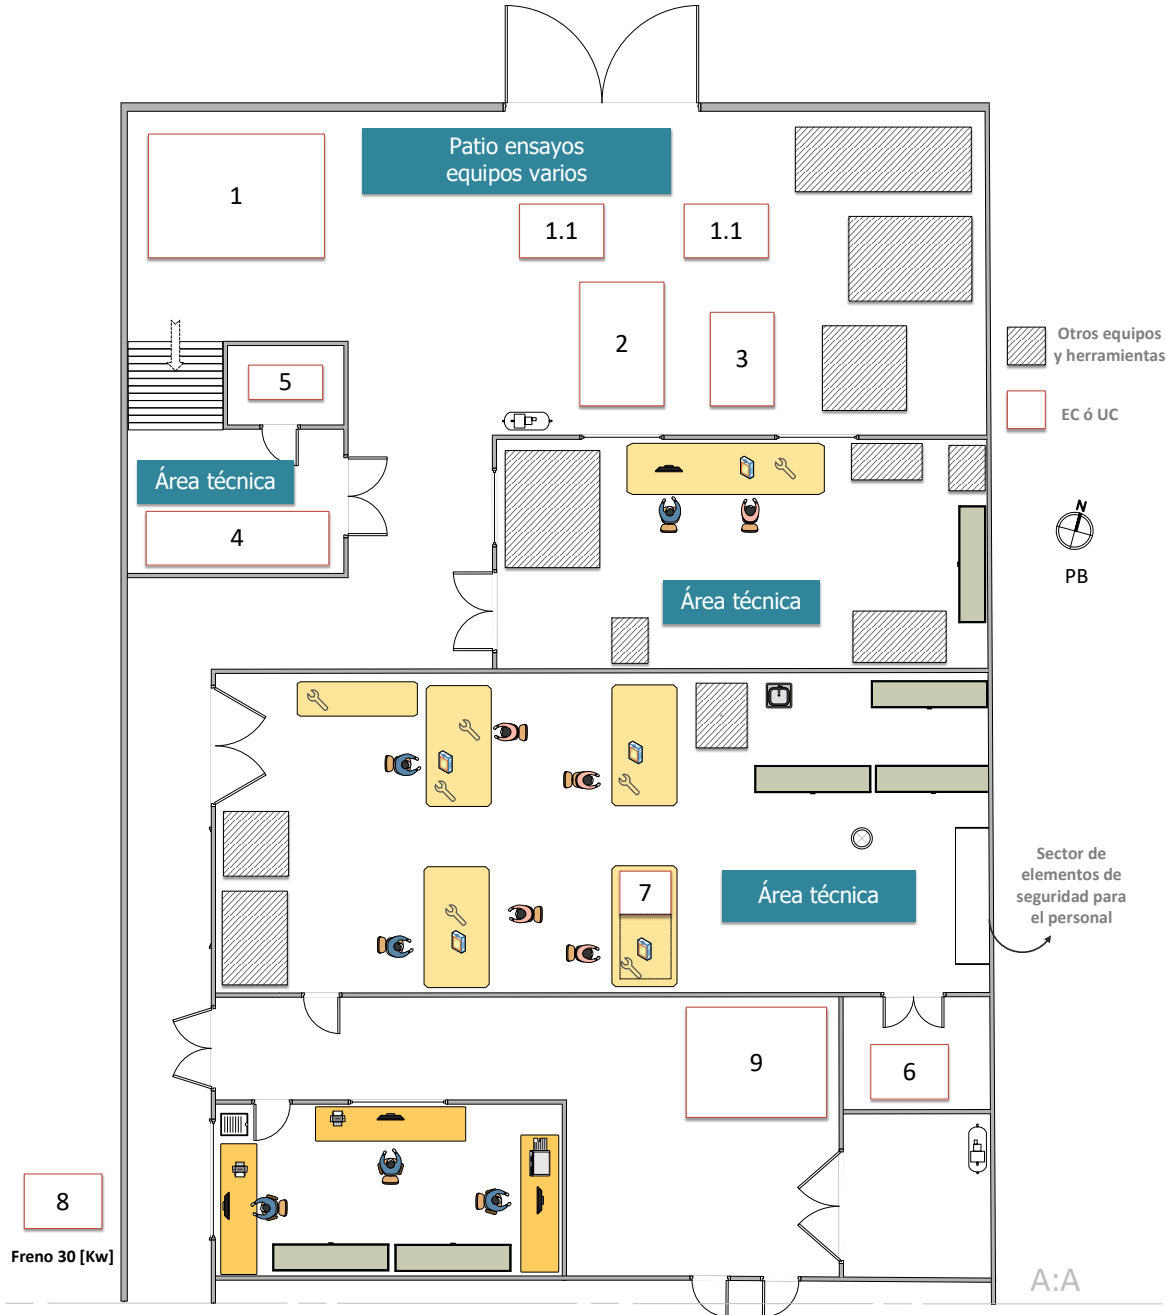 Patio ensayos
equipos varios
1
1.1
1.1
2
3
Otros equipos
y herramientas
EC ó UC
5
Área técnica
4
N
PB
Área técnica
7
Área técnica
Sector de
elementos de
seguridad para
el personal
9
6
8
Freno 30 [Kw]
A:A